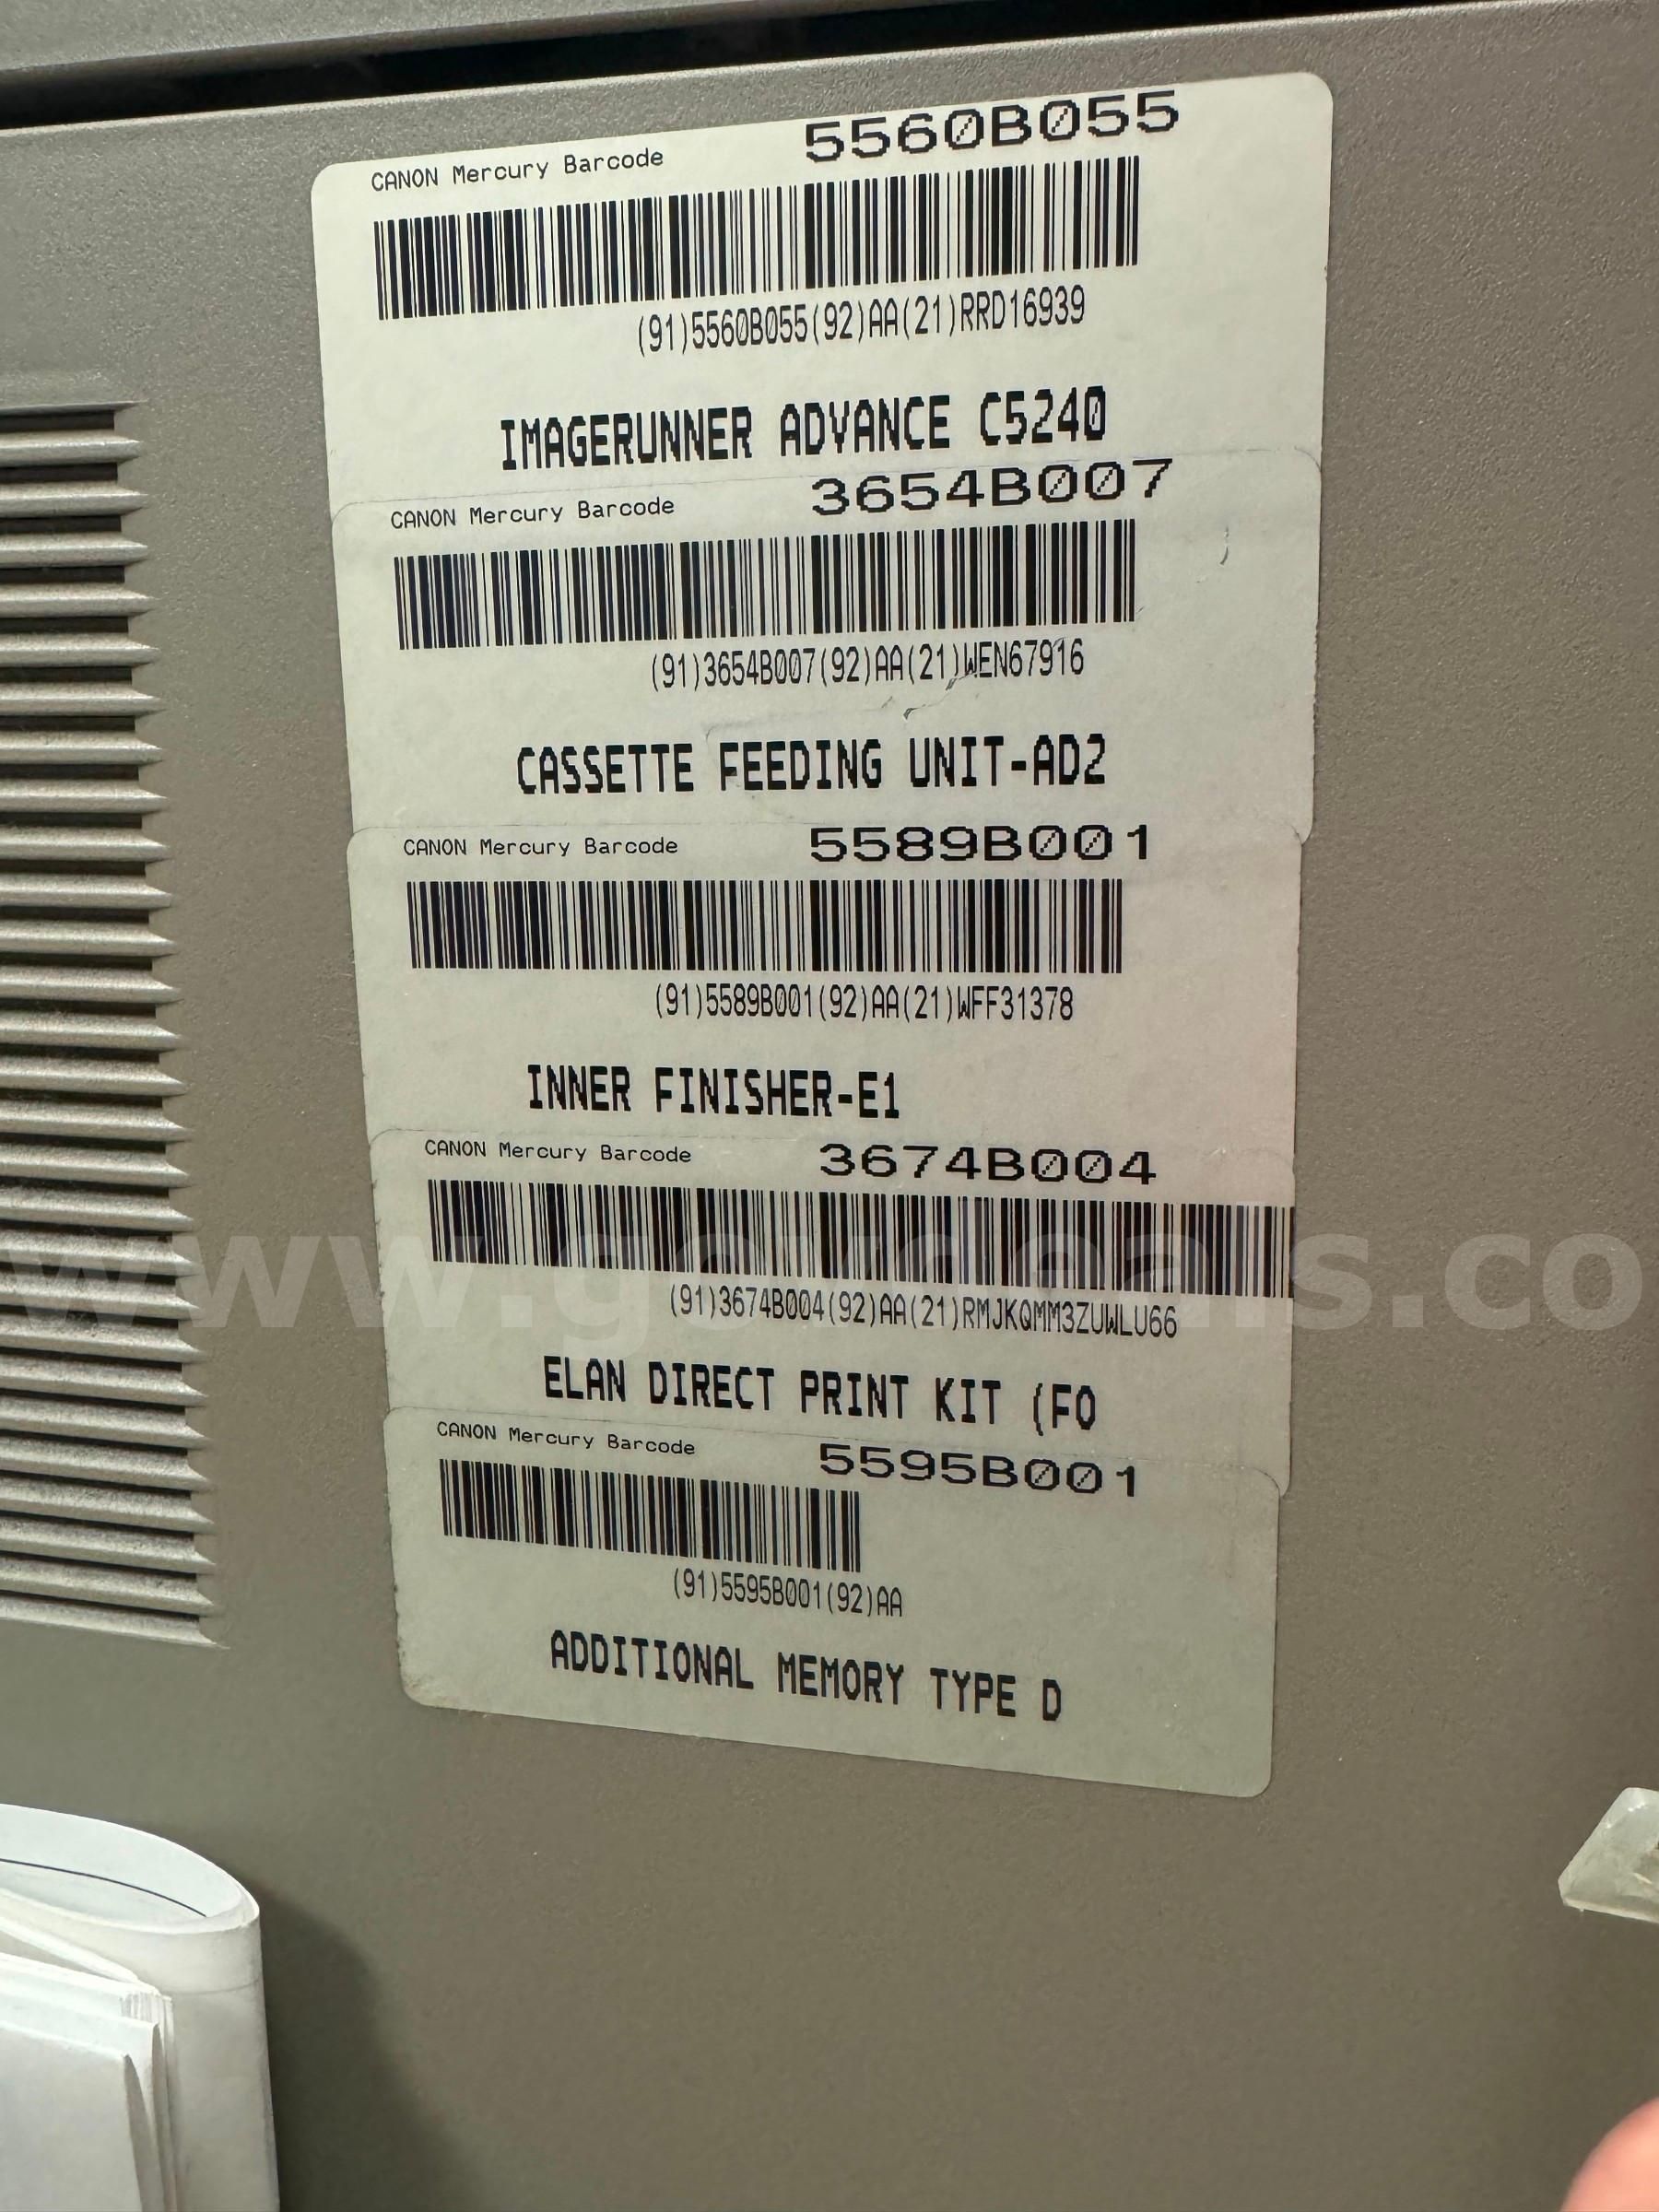 CANON Mercury Barcode 5560B055
(91)5560B055(92)AA(21)RRD16939
IMAGERUNNER ADVANCE C5240
CANON Mercury Barcode 3654B007
(91)3654B007(92)AA(21)WEN67916
CASSETTE FEEDING UNIT-AD2
CANON Mercury Barcode 5589B001
(91)5589B001(92)AA(21)WFF31378
INNER FINISHER-E1
CANON Mercury Barcode 3674B004
www.govdeals.co
(91)3674B004(92)AA(21)RMJKQMM3ZUWLU66
ELAN DIRECT PRINT KIT (FO
CANON Mercury Barcode 5595B001
(91)5595B001(92)AA
ADDITIONAL MEMORY TYPE D